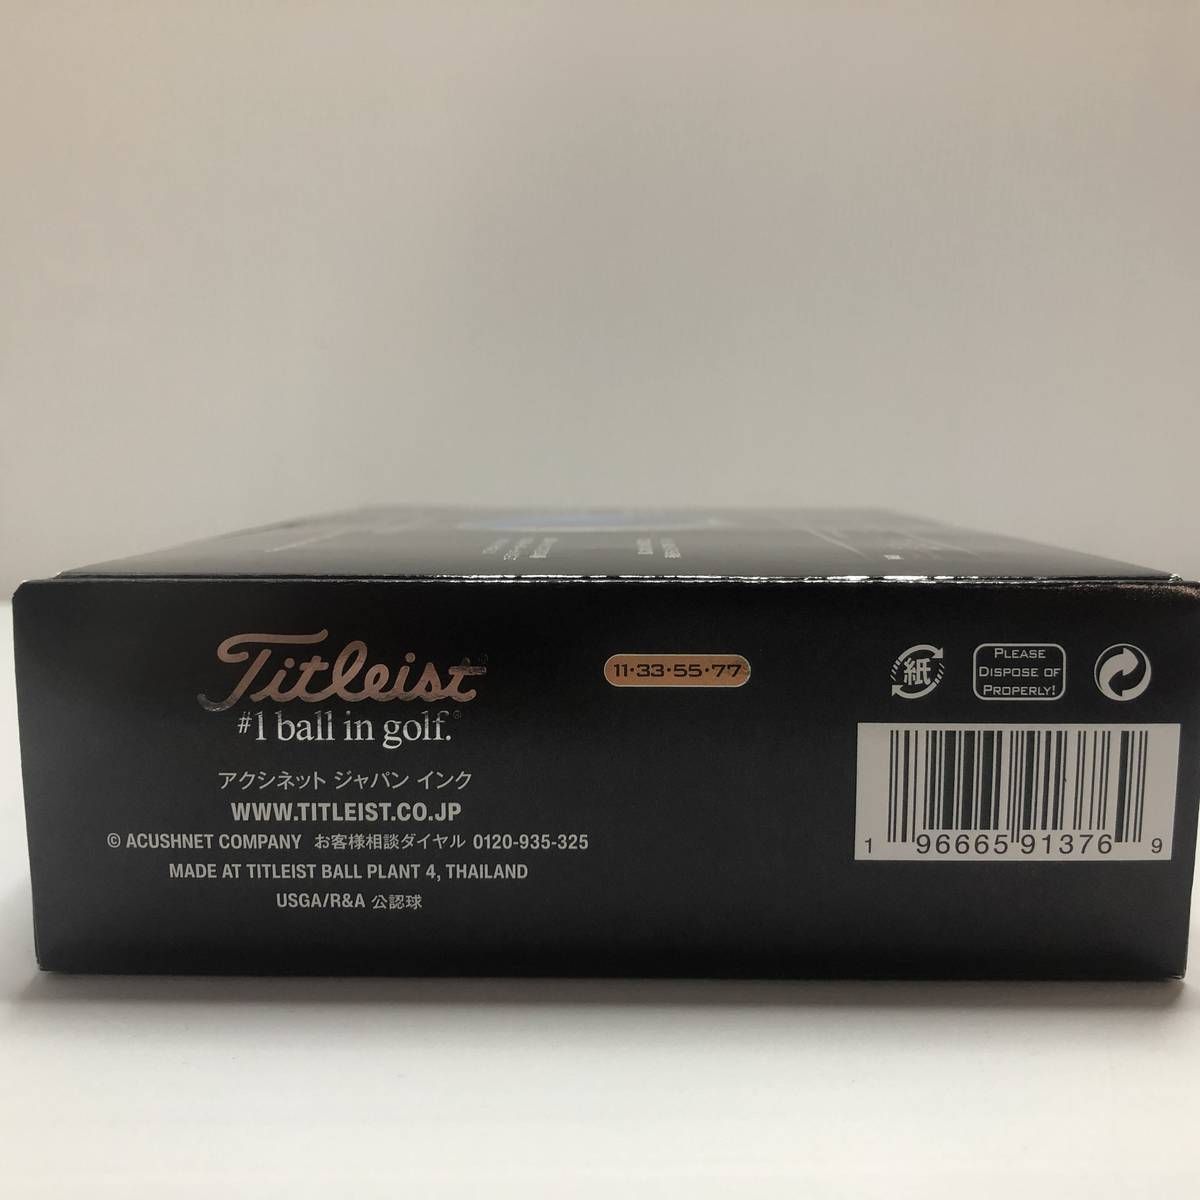 Titleist
#1 ball in golf.®
アクシネット ジャパン インク
WWW.TITLEIST.CO.JP
© ACUSHNET COMPANY お客様相談ダイヤル 0120-935-325
MADE AT TITLEIST BALL PLANT 4, THAILAND
USGA/R&A 公認球
11·33·55·77
紙
PLEASE
DISPOSE OF
PROPERLY!
1 96665 91376 9